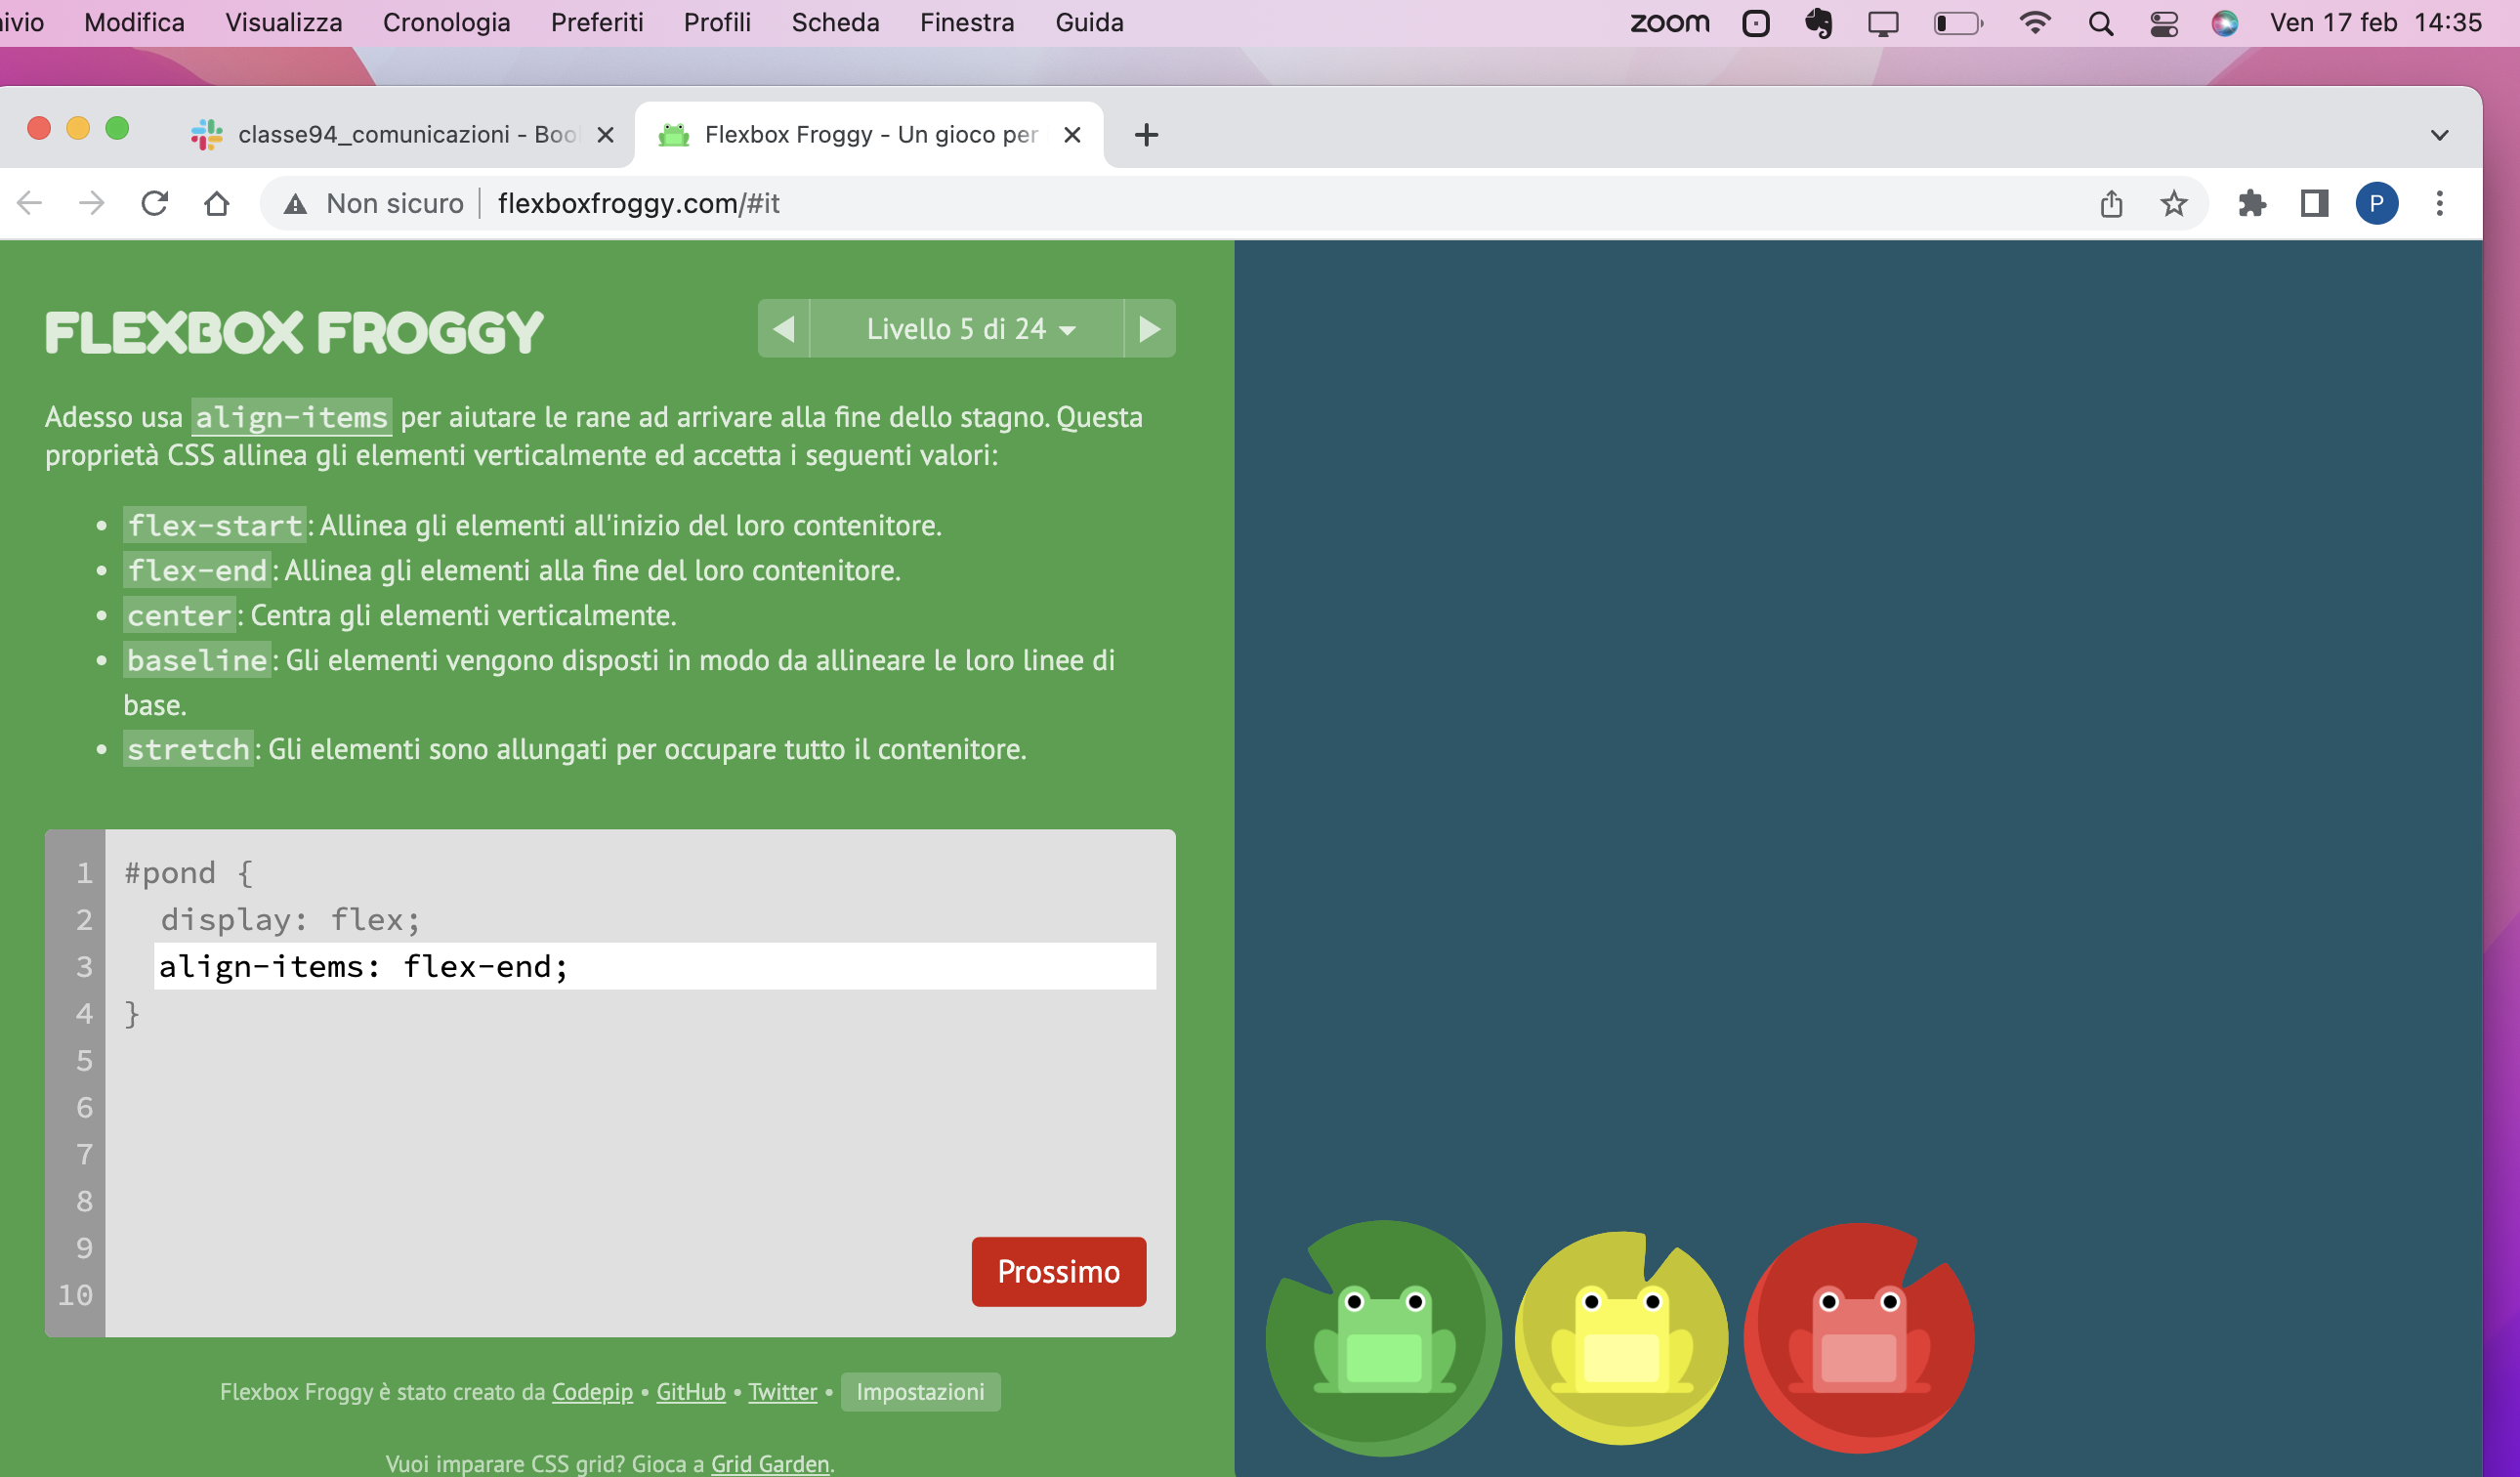 ivio Modifica Visualizza Cronologia Preferiti Profili Scheda Finestra Guida zoom Ven 17 feb 14:35
classe94_comunicazioni - Boo Flexbox Froggy - Un gioco per
Non sicuro flexboxfroggy.com/#it P
FLEXBOX FROGGY Livello 5 di 24
Adesso usa align-items per aiutare le rane ad arrivare alla fine dello stagno. Questa
proprietà CSS allinea gli elementi verticalmente ed accetta i seguenti valori:
• flex-start: Allinea gli elementi all'inizio del loro contenitore.
• flex-end: Allinea gli elementi alla fine del loro contenitore.
• center: Centra gli elementi verticalmente.
• baseline: Gli elementi vengono disposti in modo da allineare le loro linee di
base.
• stretch: Gli elementi sono allungati per occupare tutto il contenitore.
1 #pond {
2 display: flex;
3 align-items: flex-end;
4 }
5
6
7
8
9
10
Prossimo
Flexbox Froggy è stato creato da Codepip • GitHub • Twitter • Impostazioni
Vuoi imparare CSS grid? Gioca a Grid Garden.